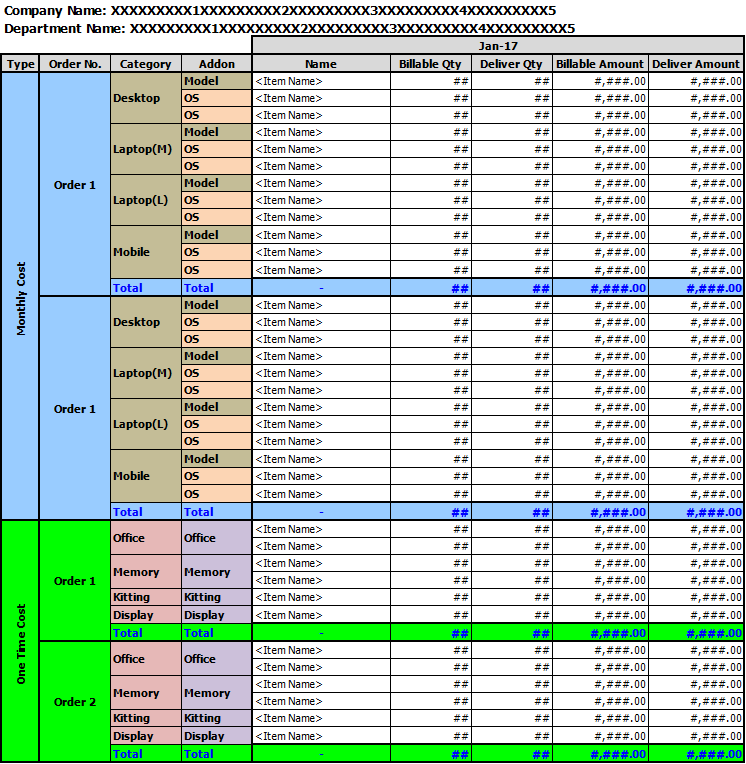 Company Name: XXXXXXXXX1XXXXXXXXX2XXXXXXXXX3XXXXXXXXX4XXXXXXXXX5
Department Name: XXXXXXXXX1XXXXXXXXX2XXXXXXXXX3XXXXXXXXX4XXXXXXXXX5
Jan-17
Type Order No. Category Addon Name Billable Qty Deliver Qty Billable Amount Deliver Amount
Monthly Cost
Order 1
Desktop
Model <Item Name> ## ## #,###.00 #,###.00
OS <Item Name> ## ## #,###.00 #,###.00
OS <Item Name> ## ## #,###.00 #,###.00
Laptop(M)
Model <Item Name> ## ## #,###.00 #,###.00
OS <Item Name> ## ## #,###.00 #,###.00
OS <Item Name> ## ## #,###.00 #,###.00
Laptop(L)
Model <Item Name> ## ## #,###.00 #,###.00
OS <Item Name> ## ## #,###.00 #,###.00
OS <Item Name> ## ## #,###.00 #,###.00
Mobile
Model <Item Name> ## ## #,###.00 #,###.00
OS <Item Name> ## ## #,###.00 #,###.00
OS <Item Name> ## ## #,###.00 #,###.00
Total Total - ## ## #,###.00 #,###.00
Order 1
Desktop
Model <Item Name> ## ## #,###.00 #,###.00
OS <Item Name> ## ## #,###.00 #,###.00
OS <Item Name> ## ## #,###.00 #,###.00
Laptop(M)
Model <Item Name> ## ## #,###.00 #,###.00
OS <Item Name> ## ## #,###.00 #,###.00
OS <Item Name> ## ## #,###.00 #,###.00
Laptop(L)
Model <Item Name> ## ## #,###.00 #,###.00
OS <Item Name> ## ## #,###.00 #,###.00
OS <Item Name> ## ## #,###.00 #,###.00
Mobile
Model <Item Name> ## ## #,###.00 #,###.00
OS <Item Name> ## ## #,###.00 #,###.00
OS <Item Name> ## ## #,###.00 #,###.00
Total Total - ## ## #,###.00 #,###.00
One Time Cost
Order 1
Office Office
<Item Name> ## ## #,###.00 #,###.00
<Item Name> ## ## #,###.00 #,###.00
Memory Memory
<Item Name> ## ## #,###.00 #,###.00
<Item Name> ## ## #,###.00 #,###.00
Kitting Kitting <Item Name> ## ## #,###.00 #,###.00
Display Display <Item Name> ## ## #,###.00 #,###.00
Total Total - ## ## #,###.00 #,###.00
Order 2
Office Office
<Item Name> ## ## #,###.00 #,###.00
<Item Name> ## ## #,###.00 #,###.00
Memory Memory
<Item Name> ## ## #,###.00 #,###.00
<Item Name> ## ## #,###.00 #,###.00
Kitting Kitting <Item Name> ## ## #,###.00 #,###.00
Display Display <Item Name> ## ## #,###.00 #,###.00
Total Total - ## ## #,###.00 #,###.00